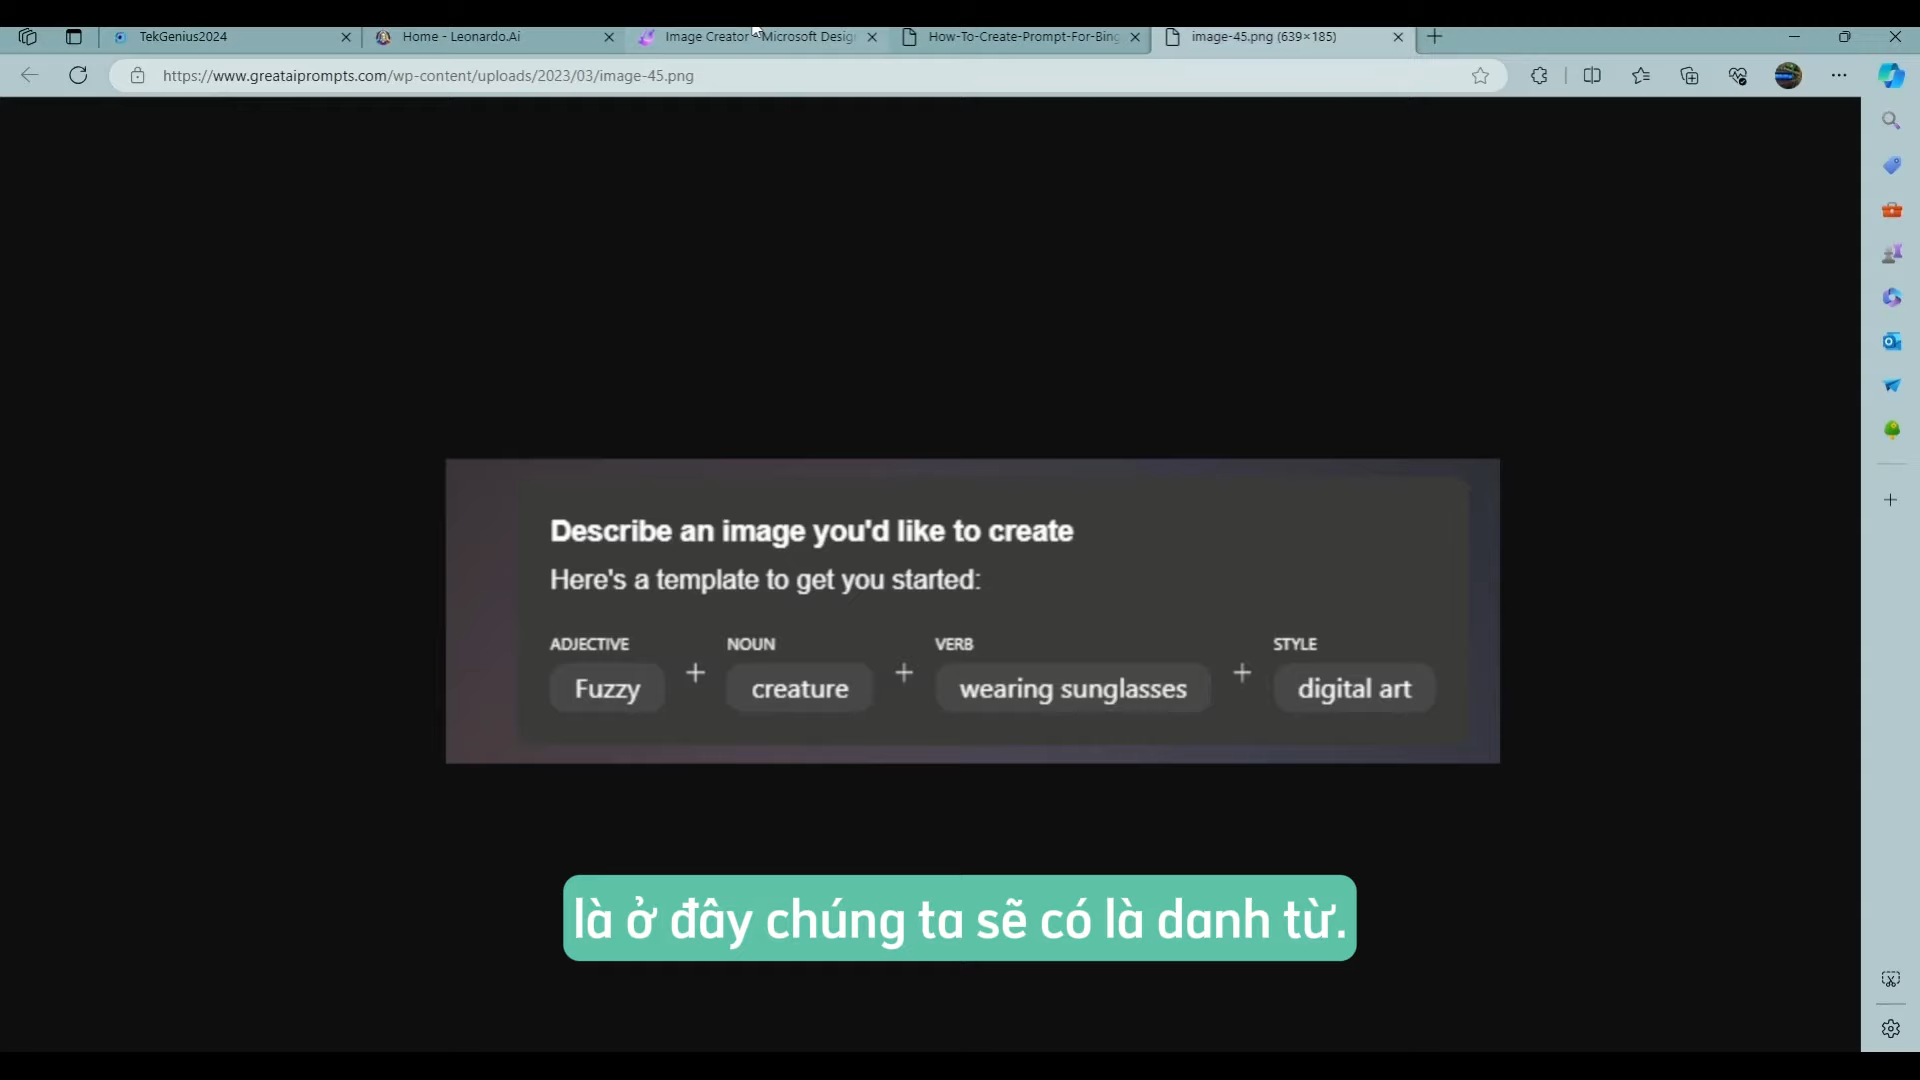 TekGenius2024
Home - Leonardo.Ai
Image Creator - Microsoft Desig
How-To-Create-Prompt-For-Bing
image-45.png (639×185)
https://www.greataiprompts.com/wp-content/uploads/2023/03/image-45.png
Describe an image you'd like to create
Here's a template to get you started:
ADJECTIVE NOUN VERB STYLE
Fuzzy + creature + wearing sunglasses + digital art
là ở đây chúng ta sẽ có là danh từ.